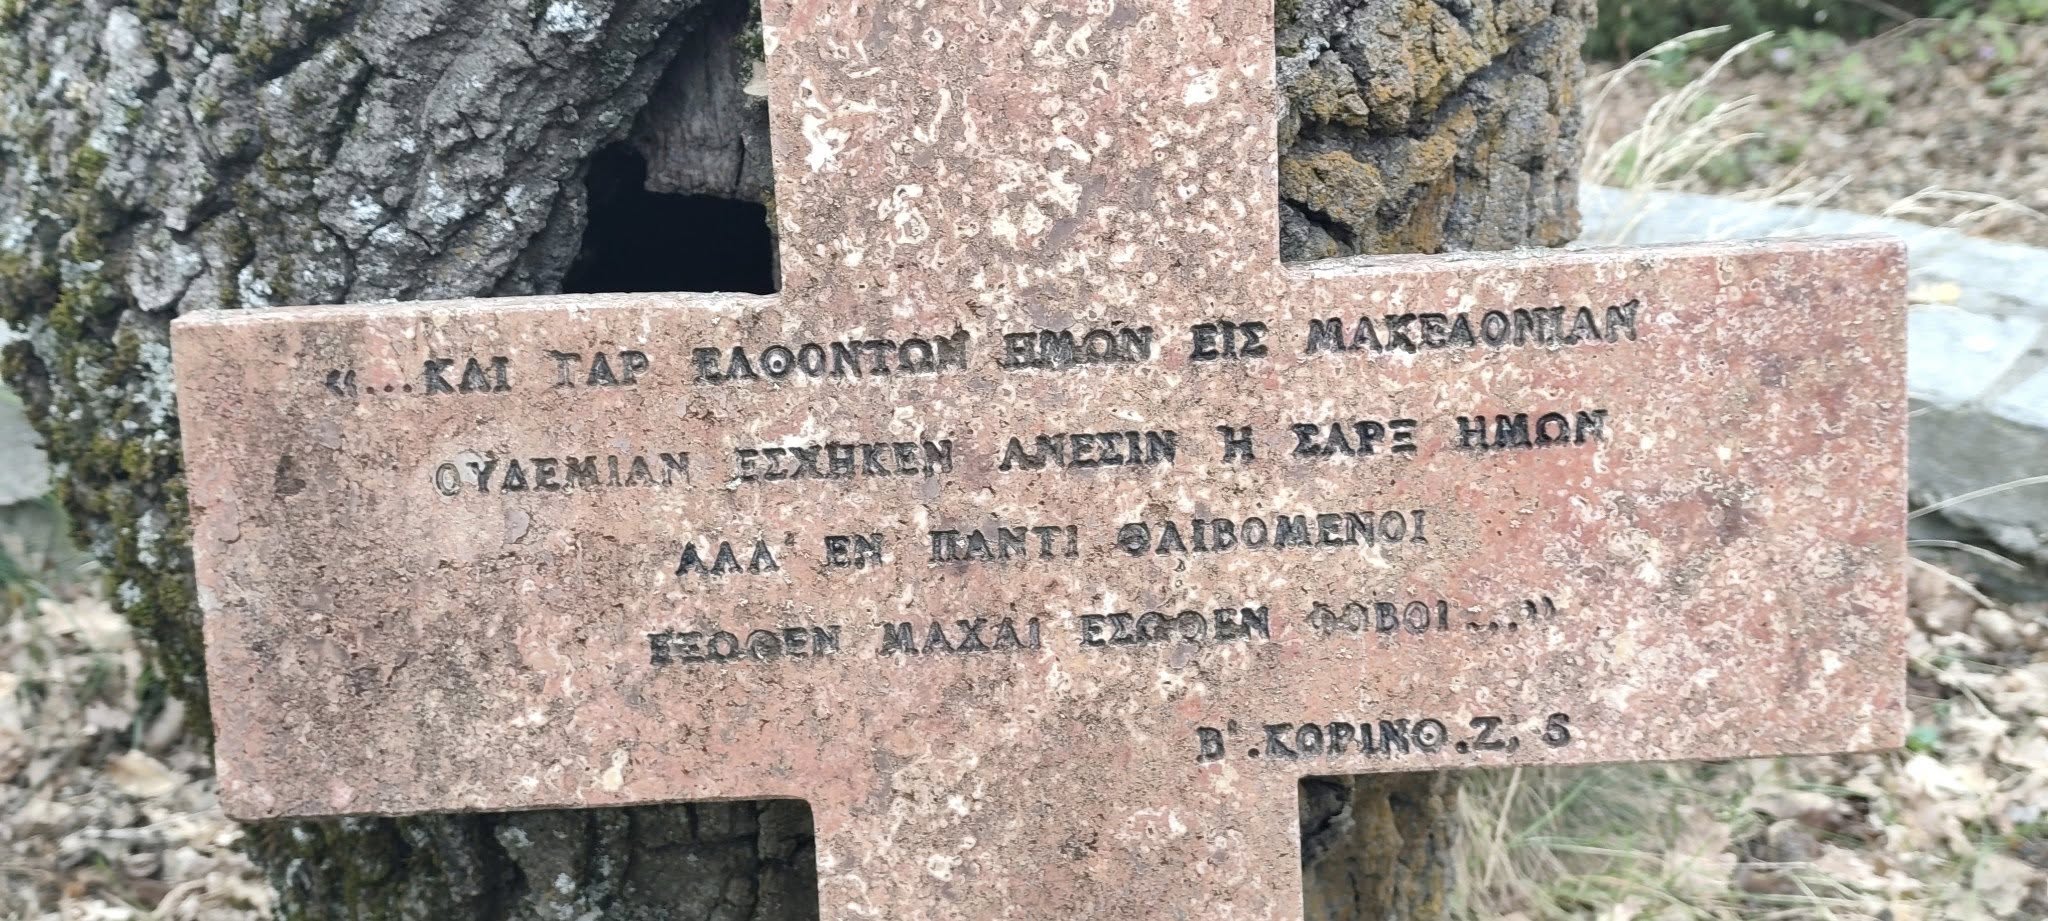 «...ΚΑΙ ΓΑΡ ΕΛΘΟΝΤΩΝ ΗΜΩΝ ΕΙΣ ΜΑΚΕΔΟΝΙΑΝ
ΟΥΔΕΜΙΑΝ ΕΣΧΗΚΕΝ ΑΝΕΣΙΝ Η ΣΑΡΞ ΗΜΩΝ
ΑΛΛ' ΕΝ ΠΑΝΤΙ ΘΛΙΒΟΜΕΝΟΙ
ΕΞΩΘΕΝ ΜΑΧΑΙ ΕΣΩΘΕΝ ΦΟΒΟΙ...»
Β'.ΚΟΡΙΝΘ.Ζ, 5